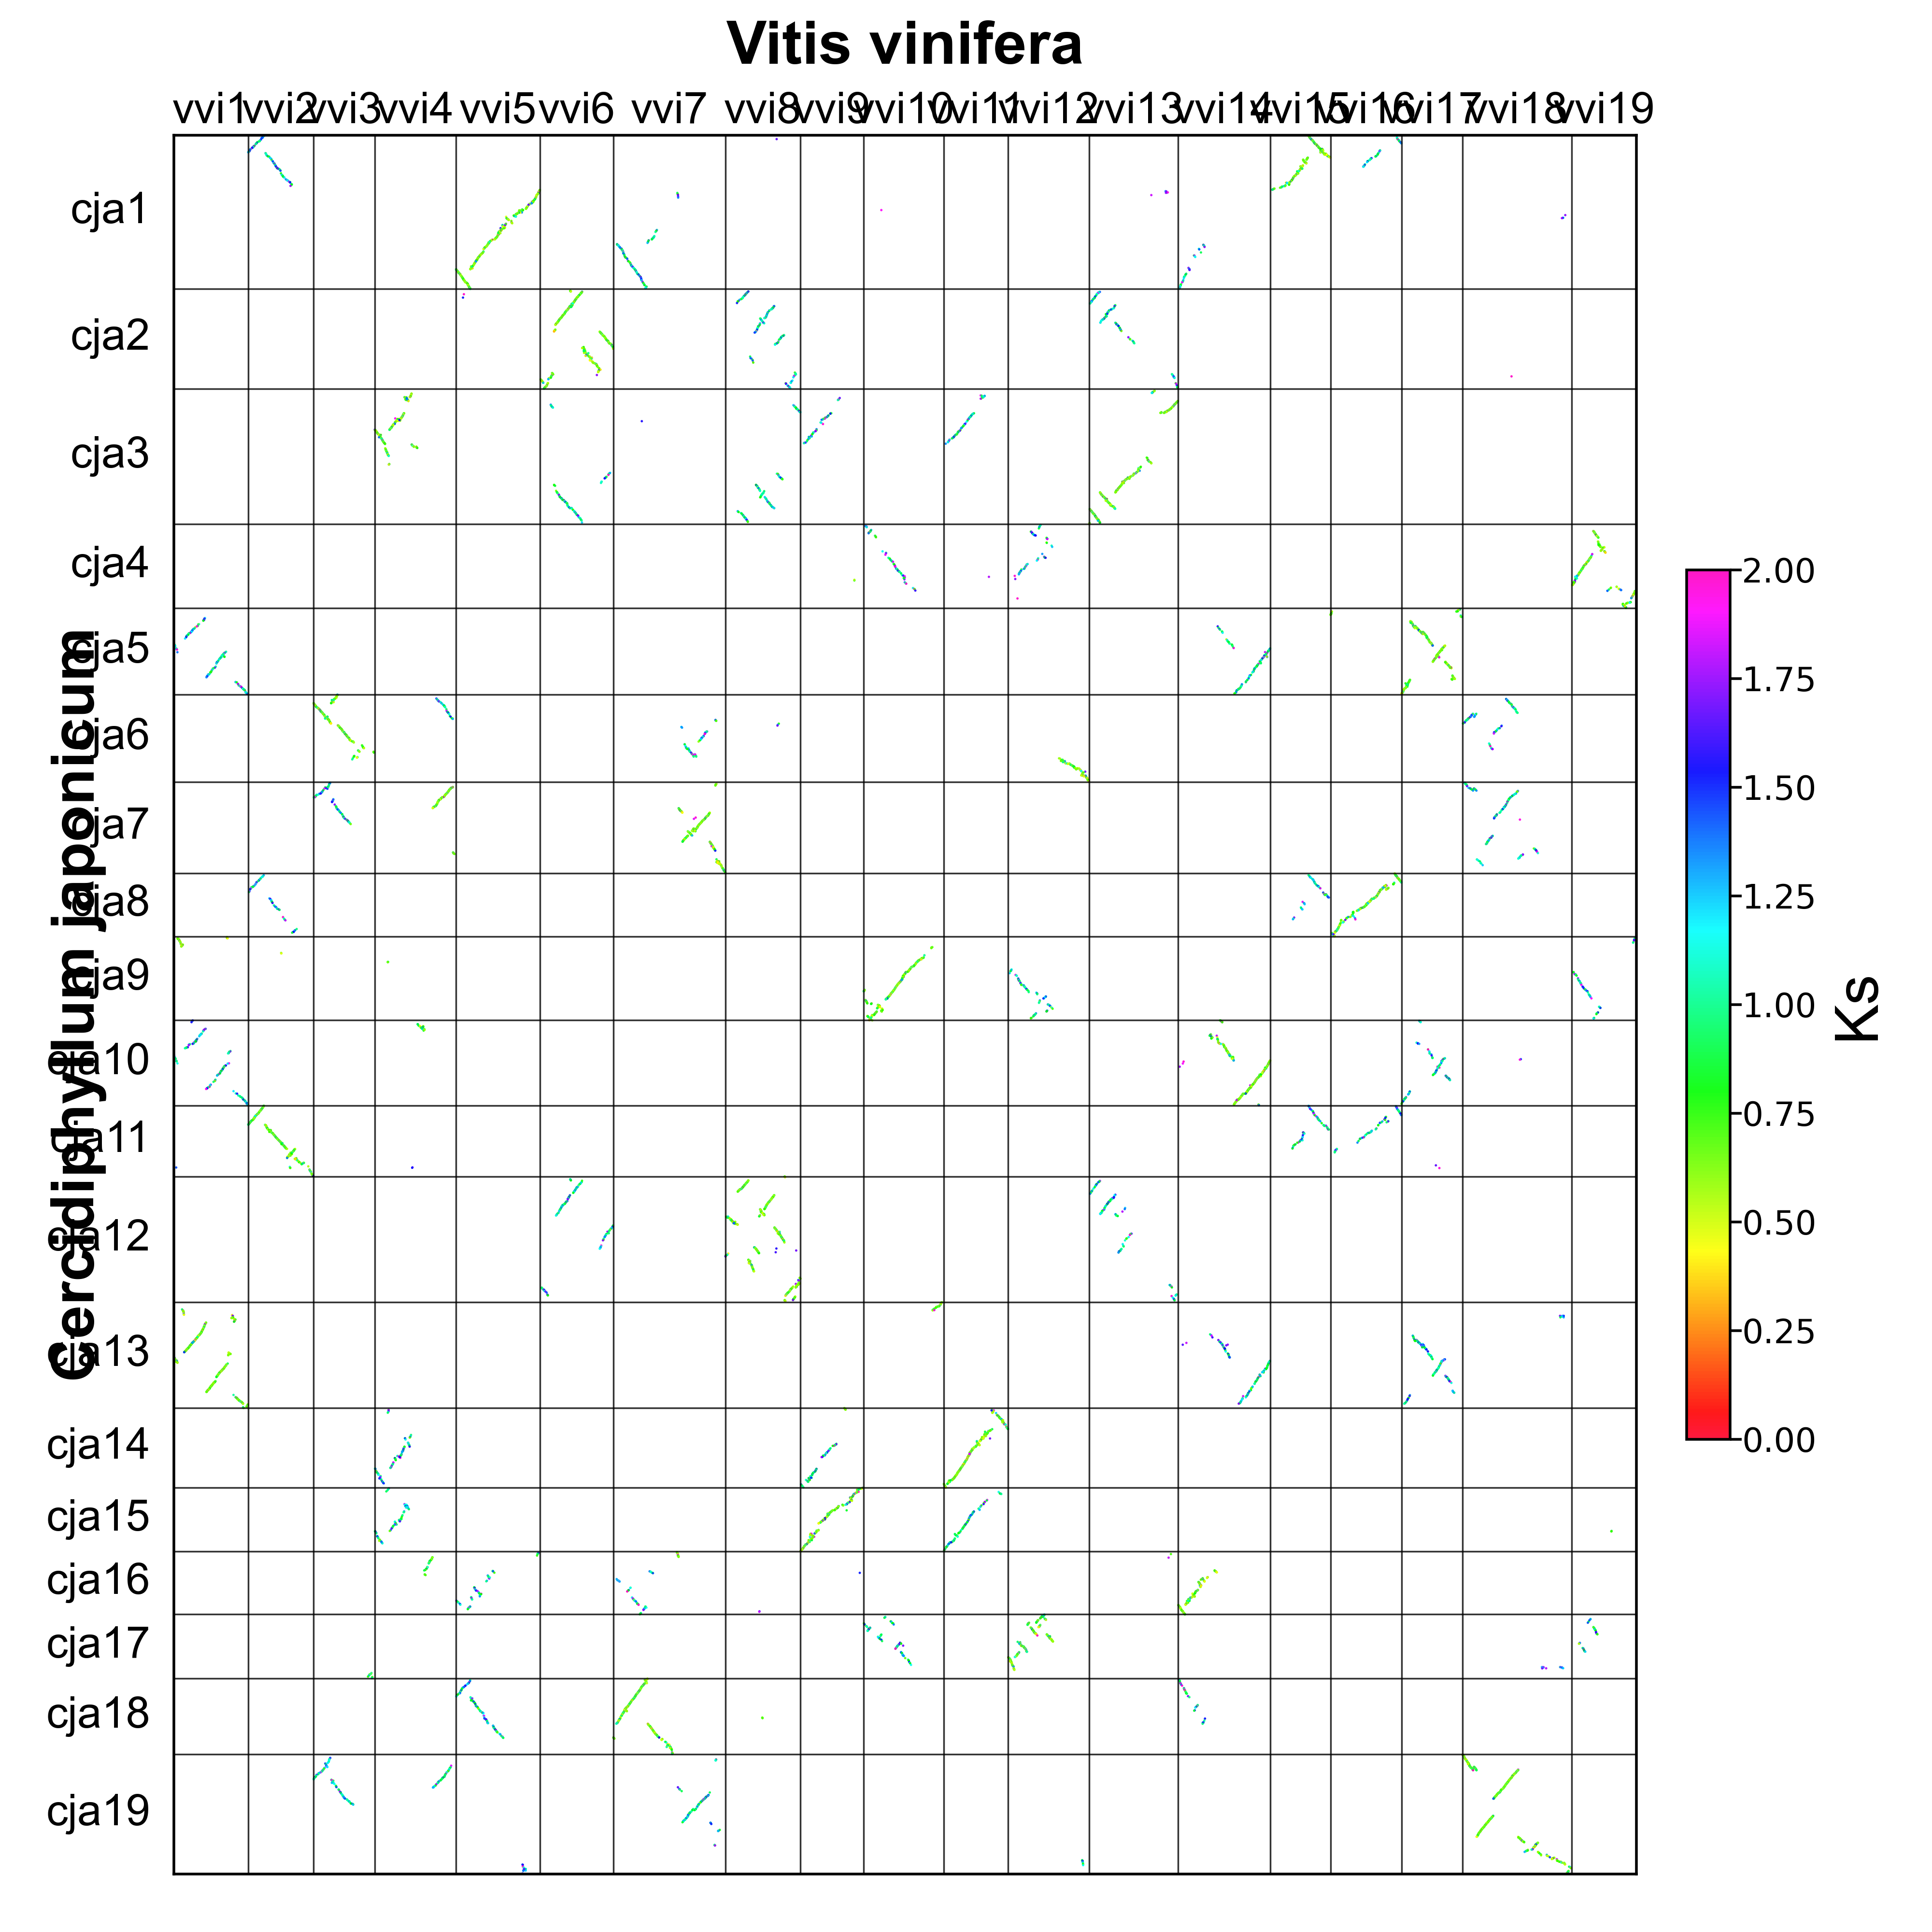 Vitis vinifera
vvi1 vvi2 vvi3 vvi4 vvi5 vvi6 vvi7 vvi8 vvi9 vvi10 vvi11 vvi12 vvi13 vvi14 vvi15 vvi16 vvi17 vvi18 vvi19
Cercidiphyllum japonicum
cja1
cja2
cja3
cja4
cja5
cja6
cja7
cja8
cja9
cja10
cja11
cja12
cja13
cja14
cja15
cja16
cja17
cja18
cja19
2.00
1.75
1.50
1.25
1.00
0.75
0.50
0.25
0.00
Ks